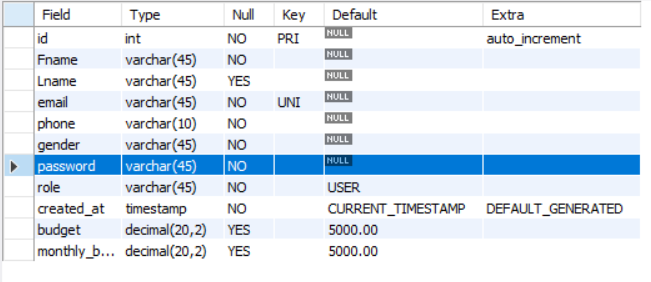 Field Type Null Key Default Extra
id int NO PRI NULL auto_increment
Fname varchar(45) NO NULL
Lname varchar(45) YES NULL
email varchar(45) NO UNI NULL
phone varchar(10) NO NULL
gender varchar(45) NO NULL
password varchar(45) NO NULL
role varchar(45) NO USER
created_at timestamp NO CURRENT_TIMESTAMP DEFAULT_GENERATED
budget decimal(20,2) YES 5000.00
monthly_b... decimal(20,2) YES 5000.00